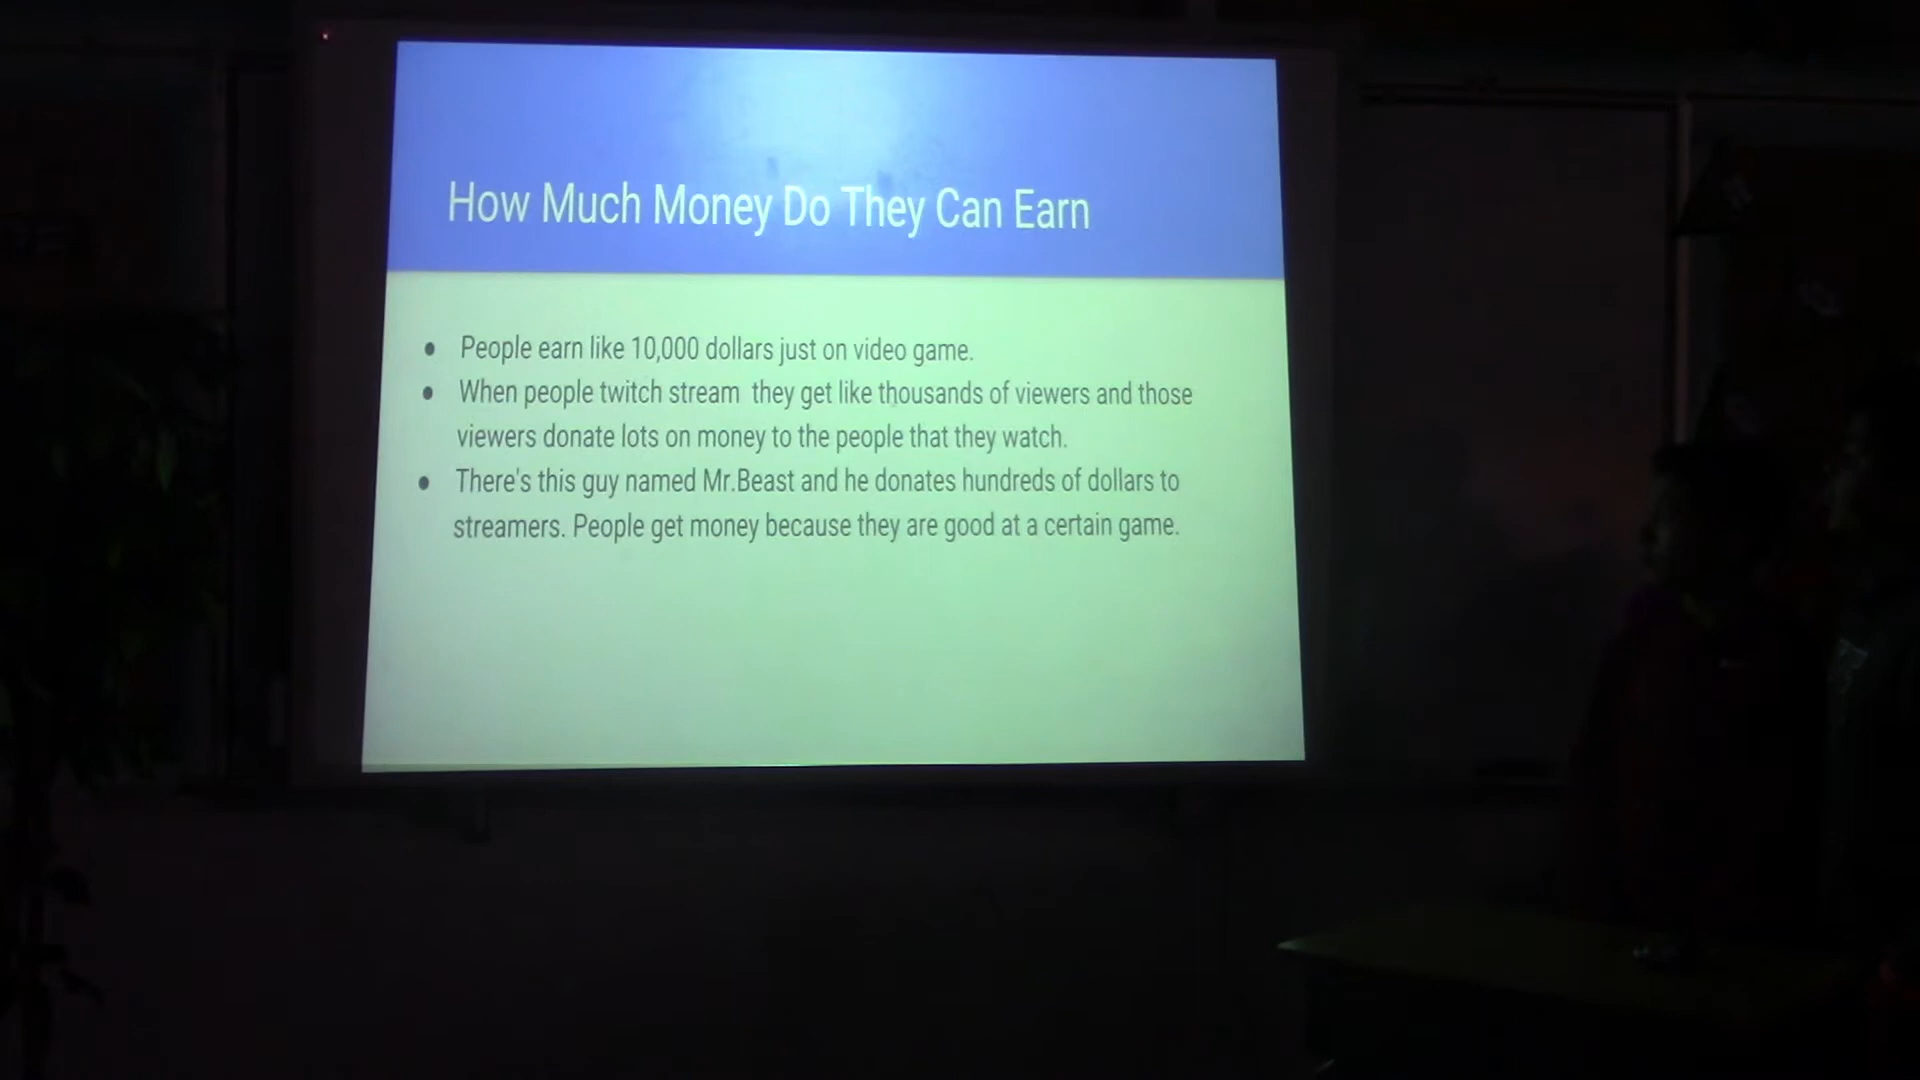 How Much Money Do They Can Earn
● People earn like 10,000 dollars just on video game.
● When people twitch stream they get like thousands of viewers and those
viewers donate lots on money to the people that they watch.
● There's this guy named Mr.Beast and he donates hundreds of dollars to
streamers. People get money because they are good at a certain game.